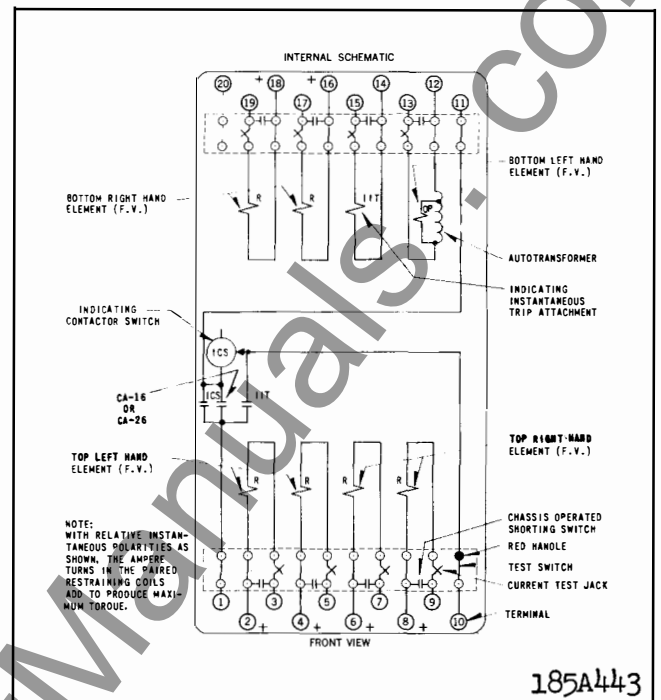 INTERNAL SCHEMATIC
20
+
18
+
16
14
12
19
17
15
13
11
BOTTOM LEFT HAND
ELEMENT (F.V.)
BOTTOM RIGHT HAND
ELEMENT (F.V.)
R
R
IIT
OP
AUTOTRANSFORMER
INDICATING
INSTANTANEOUS
TRIP ATTACHMENT
INDICATING
CONTACTOR SWITCH
ICS
ICS
IIT
CA-16
OR
CA-26
TOP LEFT HAND
ELEMENT (F.V.)
TOP RIGHT HAND
ELEMENT (F.V.)
R
R
R
R
NOTE:
WITH RELATIVE INSTAN-
TANEOUS POLARITIES AS
SHOWN, THE AMPERE
TURNS IN THE PAIRED
RESTRAINING COILS
ADD TO PRODUCE MAXI-
MUM TORQUE.
CHASSIS OPERATED
SHORTING SWITCH
RED HANDLE
TEST SWITCH
CURRENT TEST JACK
TERMINAL
1
3
5
7
9
2
+
4
+
6
+
8
+
10
FRONT VIEW
185A443
Manuals.com